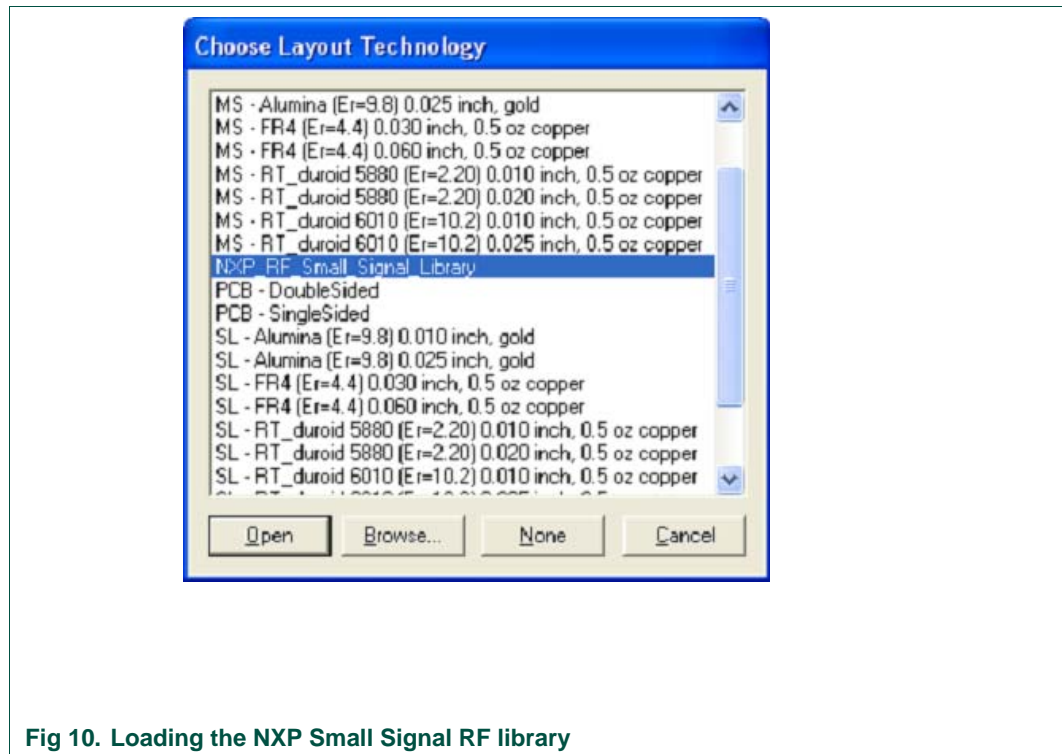 Choose Layout Technology
MS - Alumina (Er=9.8) 0.025 inch, gold
MS - FR4 (Er=4.4) 0.030 inch, 0.5 oz copper
MS - FR4 (Er=4.4) 0.060 inch, 0.5 oz copper
MS - RT_duroid 5880 (Er=2.20) 0.010 inch, 0.5 oz copper
MS - RT_duroid 5880 (Er=2.20) 0.020 inch, 0.5 oz copper
MS - RT_duroid 6010 (Er=10.2) 0.010 inch, 0.5 oz copper
MS - RT_duroid 6010 (Er=10.2) 0.025 inch, 0.5 oz copper
NXP_RF_Small_Signal_Library
PCB - DoubleSided
PCB - SingleSided
SL - Alumina (Er=9.8) 0.010 inch, gold
SL - Alumina (Er=9.8) 0.025 inch, gold
SL - FR4 (Er=4.4) 0.030 inch, 0.5 oz copper
SL - FR4 (Er=4.4) 0.060 inch, 0.5 oz copper
SL - RT_duroid 5880 (Er=2.20) 0.010 inch, 0.5 oz copper
SL - RT_duroid 5880 (Er=2.20) 0.020 inch, 0.5 oz copper
SL - RT_duroid 6010 (Er=10.2) 0.010 inch, 0.5 oz copper
Open Browse... None Cancel
Fig 10. Loading the NXP Small Signal RF library